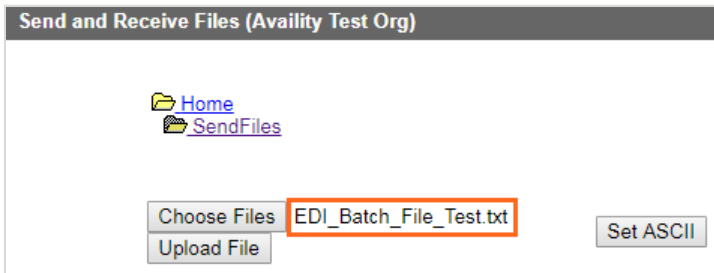 Send and Receive Files (Availity Test Org)
Home
SendFiles
Choose Files EDI_Batch_File_Test.txt
Set ASCII
Upload File